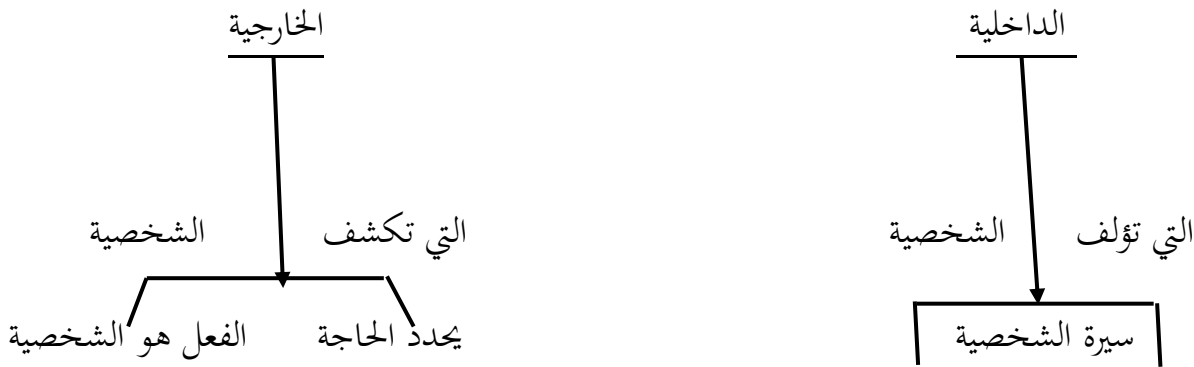 الداخلية
الخارجية
التي تؤلف الشخصية
التي تكشف الشخصية
سيرة الشخصية
يحدد الحاجة الفعل هو الشخصية